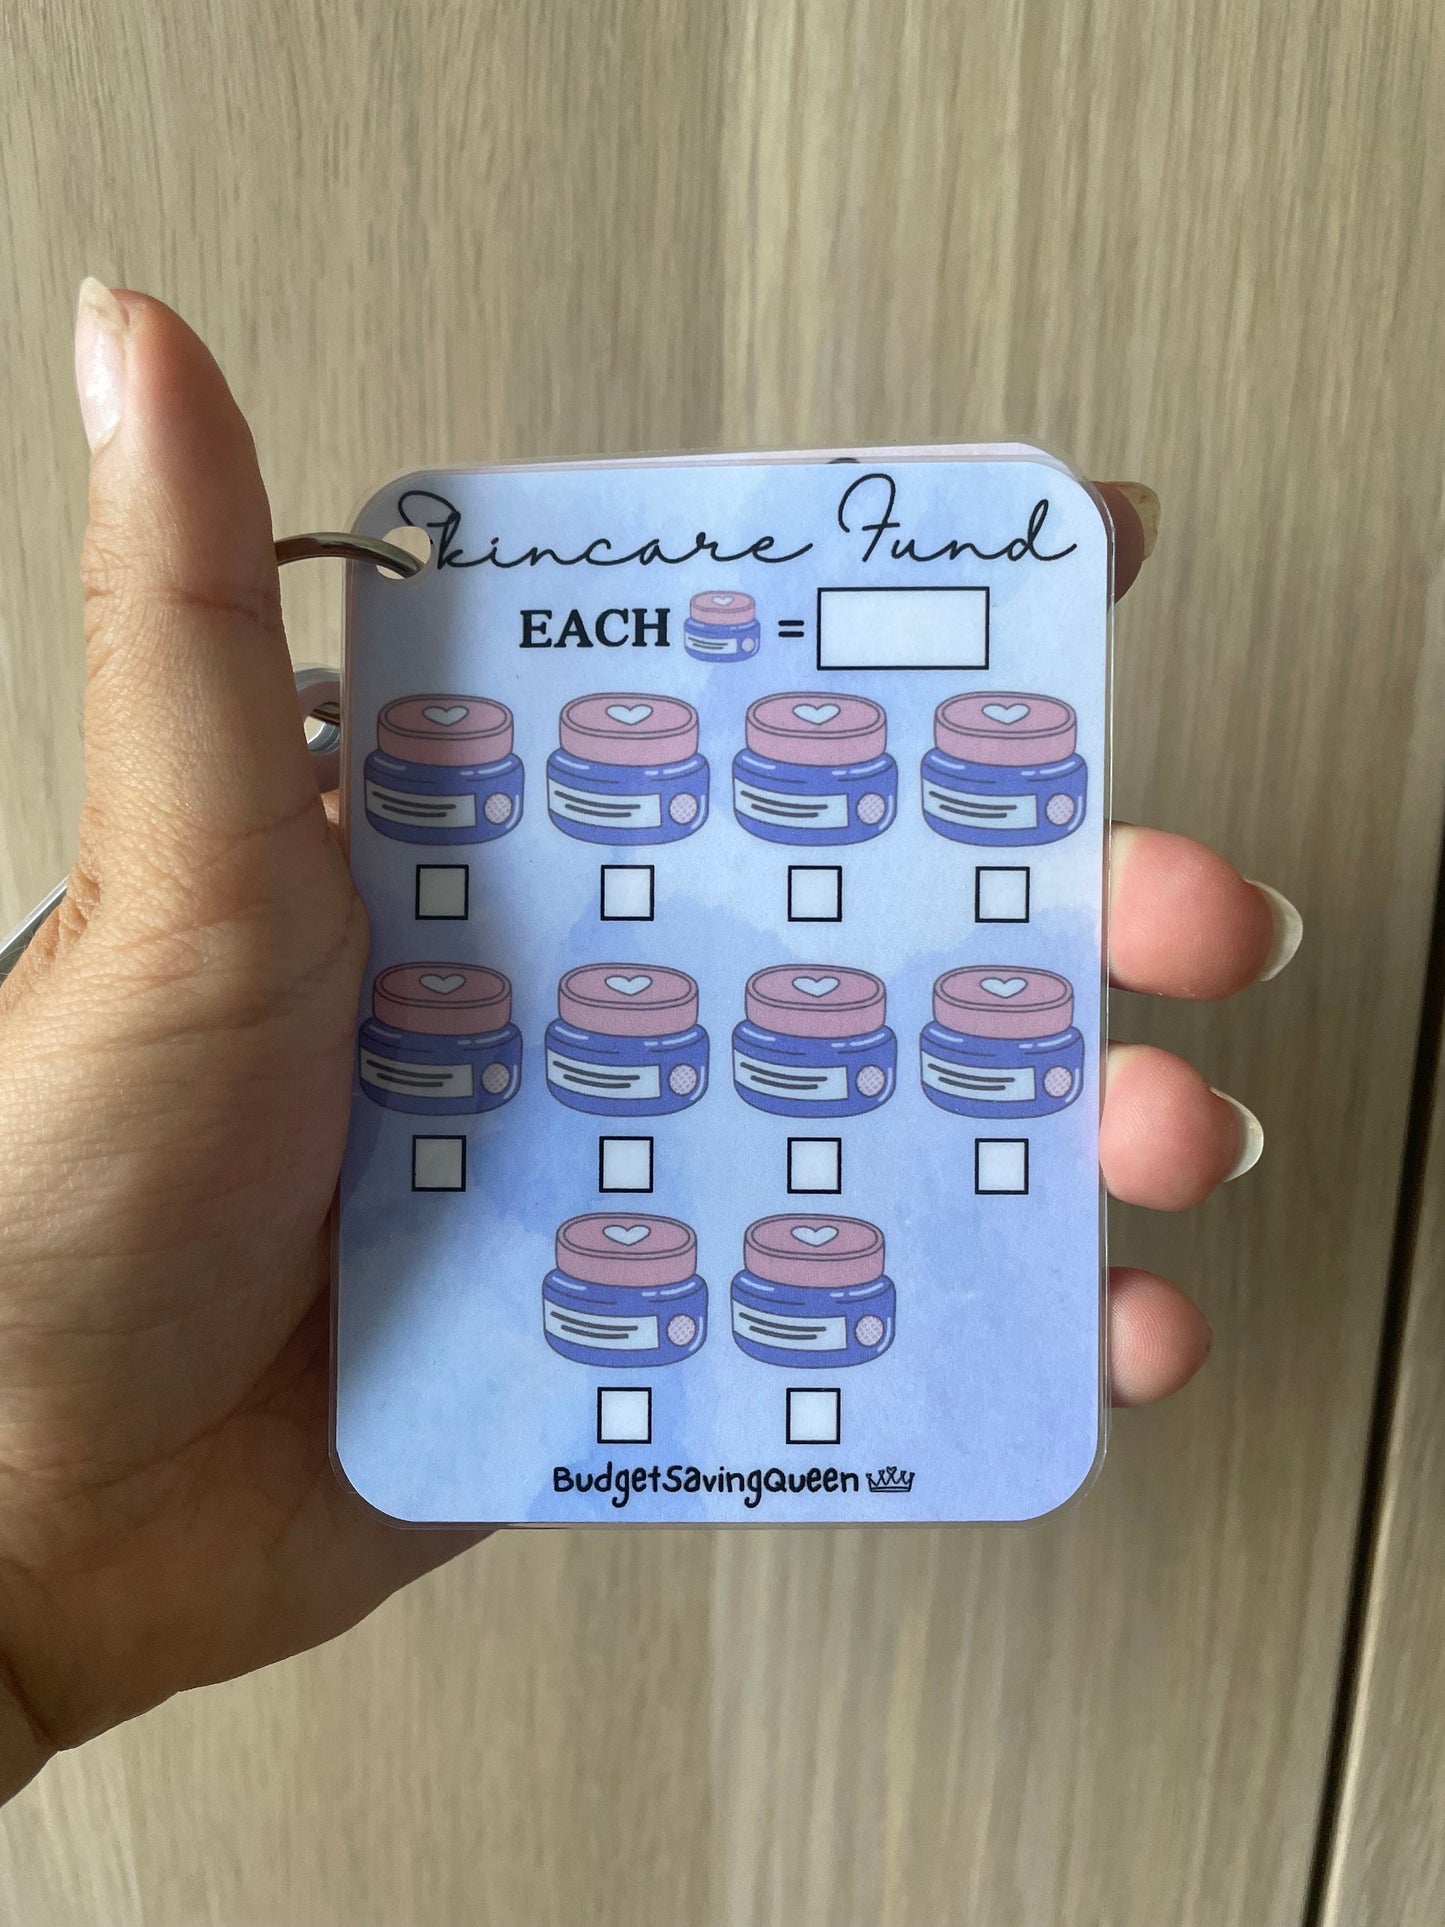 Skincare Fund
EACH =
BudgetSavingQueen